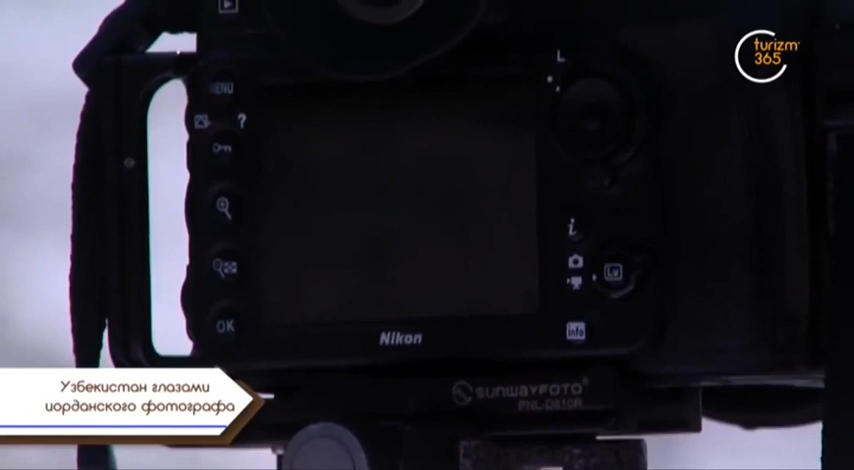 turizm
365
L
MENU
?
i
Lv
OK
info
Nikon
SUNWAYFOTO
PNL-D810R
Узбекистан глазами
иорданского фотографа